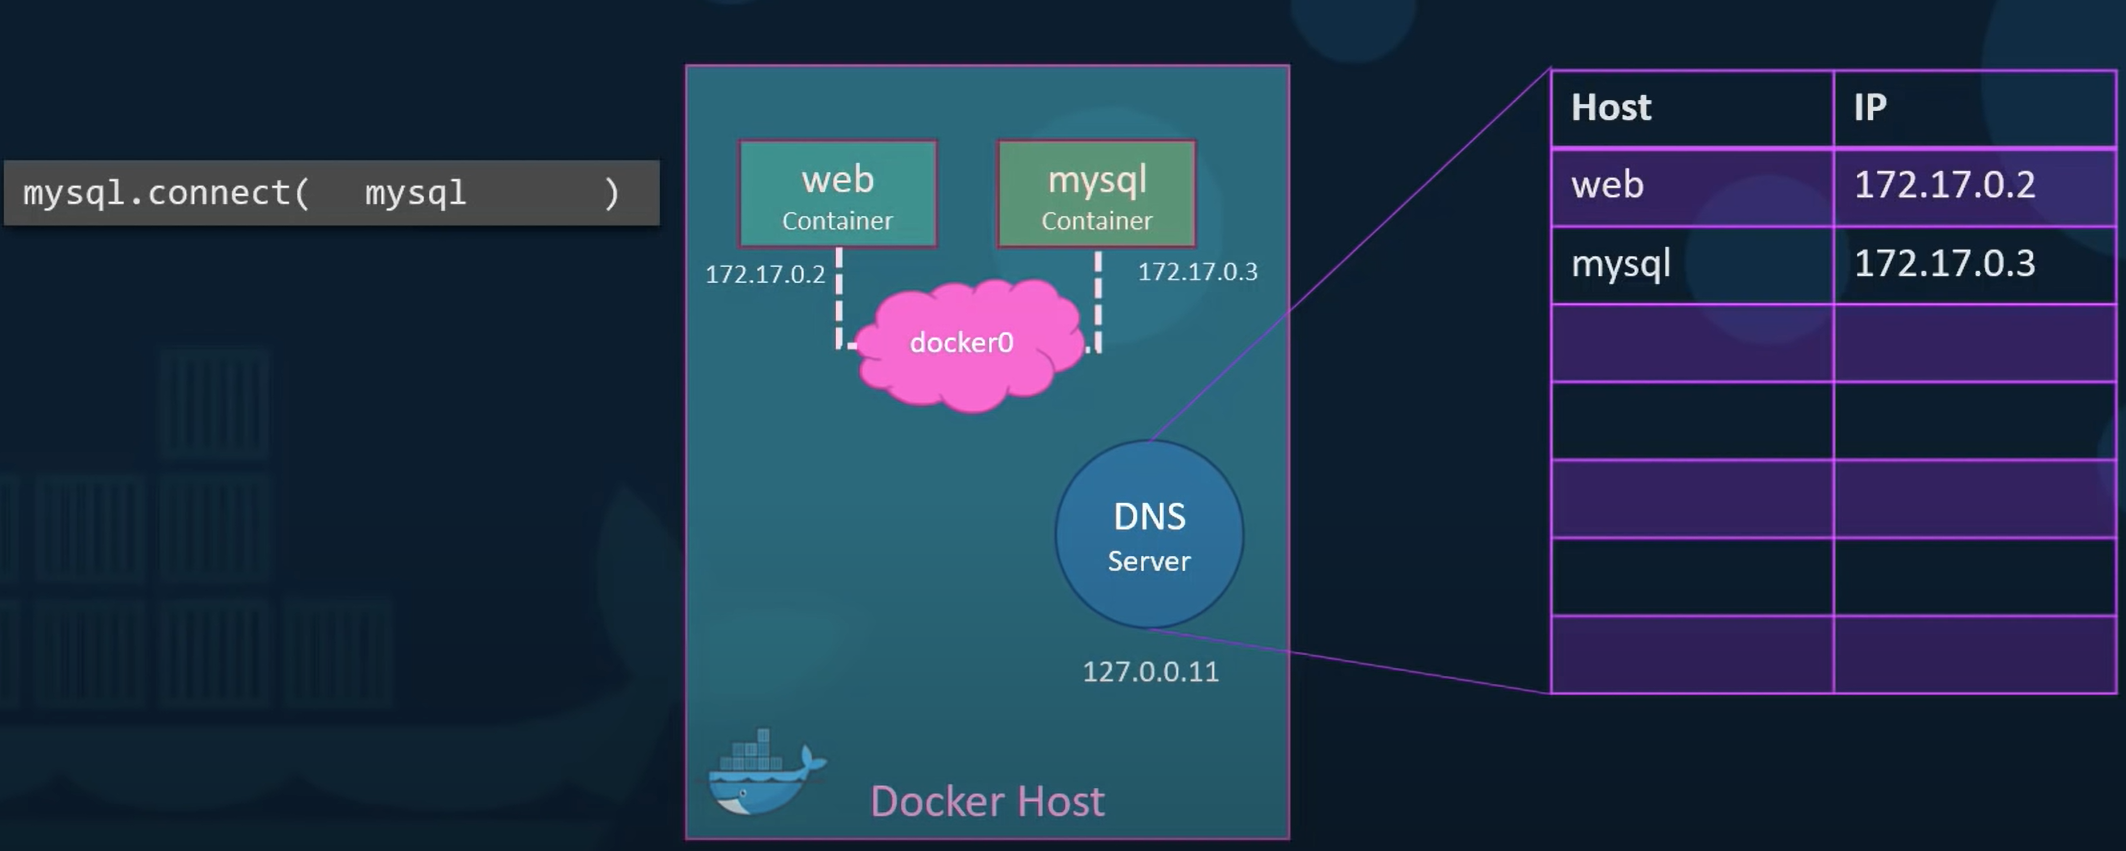 mysql.connect( mysql )
web
Container
mysql
Container
172.17.0.2
172.17.0.3
docker0
DNS
Server
127.0.0.11
Docker Host
Host IP
web 172.17.0.2
mysql 172.17.0.3